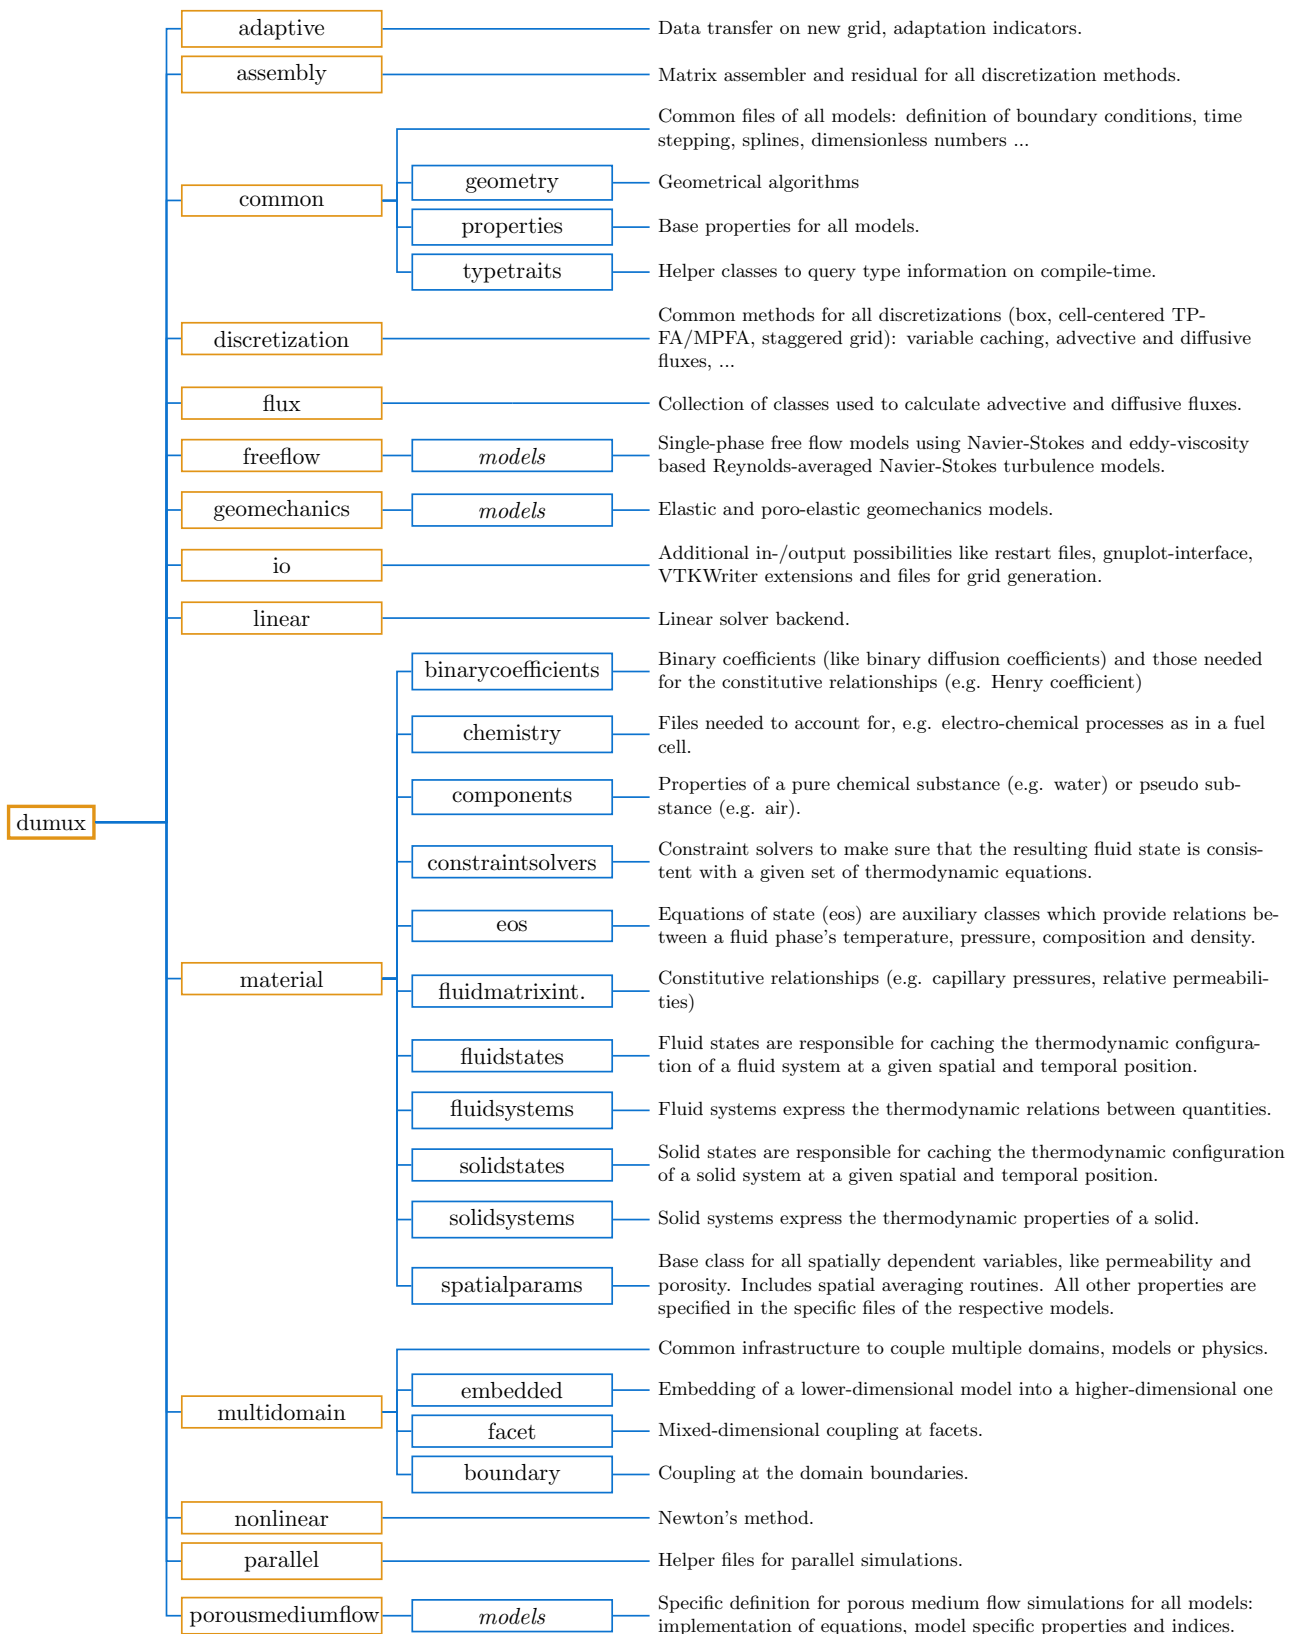 adaptive
Data transfer on new grid, adaptation indicators.
assembly
Matrix assembler and residual for all discretization methods.
Common files of all models: definition of boundary conditions, time
stepping, splines, dimensionless numbers ...
common
geometry
Geometrical algorithms
properties
Base properties for all models.
typetraits
Helper classes to query type information on compile-time.
discretization
Common methods for all discretizations (box, cell-centered TP-
FA/MPFA, staggered grid): variable caching, advective and diffusive
fluxes, ...
flux
Collection of classes used to calculate advective and diffusive fluxes.
freeflow
models
Single-phase free flow models using Navier-Stokes and eddy-viscosity
based Reynolds-averaged Navier-Stokes turbulence models.
geomechanics
models
Elastic and poro-elastic geomechanics models.
io
Additional in-/output possibilities like restart files, gnuplot-interface,
VTKWriter extensions and files for grid generation.
linear
Linear solver backend.
binarycoefficients
Binary coefficients (like binary diffusion coefficients) and those needed
for the constitutive relationships (e.g. Henry coefficient)
chemistry
Files needed to account for, e.g. electro-chemical processes as in a fuel
cell.
components
Properties of a pure chemical substance (e.g. water) or pseudo sub-
stance (e.g. air).
dumux
constraintsolvers
Constraint solvers to make sure that the resulting fluid state is consis-
tent with a given set of thermodynamic equations.
eos
Equations of state (eos) are auxiliary classes which provide relations be-
tween a fluid phase's temperature, pressure, composition and density.
material
fluidmatrixint.
Constitutive relationships (e.g. capillary pressures, relative permeabili-
ties)
fluidstates
Fluid states are responsible for caching the thermodynamic configura-
tion of a fluid system at a given spatial and temporal position.
fluidsystems
Fluid systems express the thermodynamic relations between quantities.
solidstates
Solid states are responsible for caching the thermodynamic configuration
of a solid system at a given spatial and temporal position.
solidsystems
Solid systems express the thermodynamic properties of a solid.
spatialparams
Base class for all spatially dependent variables, like permeability and
porosity. Includes spatial averaging routines. All other properties are
specified in the specific files of the respective models.
Common infrastructure to couple multiple domains, models or physics.
multidomain
embedded
Embedding of a lower-dimensional model into a higher-dimensional one
facet
Mixed-dimensional coupling at facets.
boundary
Coupling at the domain boundaries.
nonlinear
Newton's method.
parallel
Helper files for parallel simulations.
porousmediumflow
models
Specific definition for porous medium flow simulations for all models:
implementation of equations, model specific properties and indices.